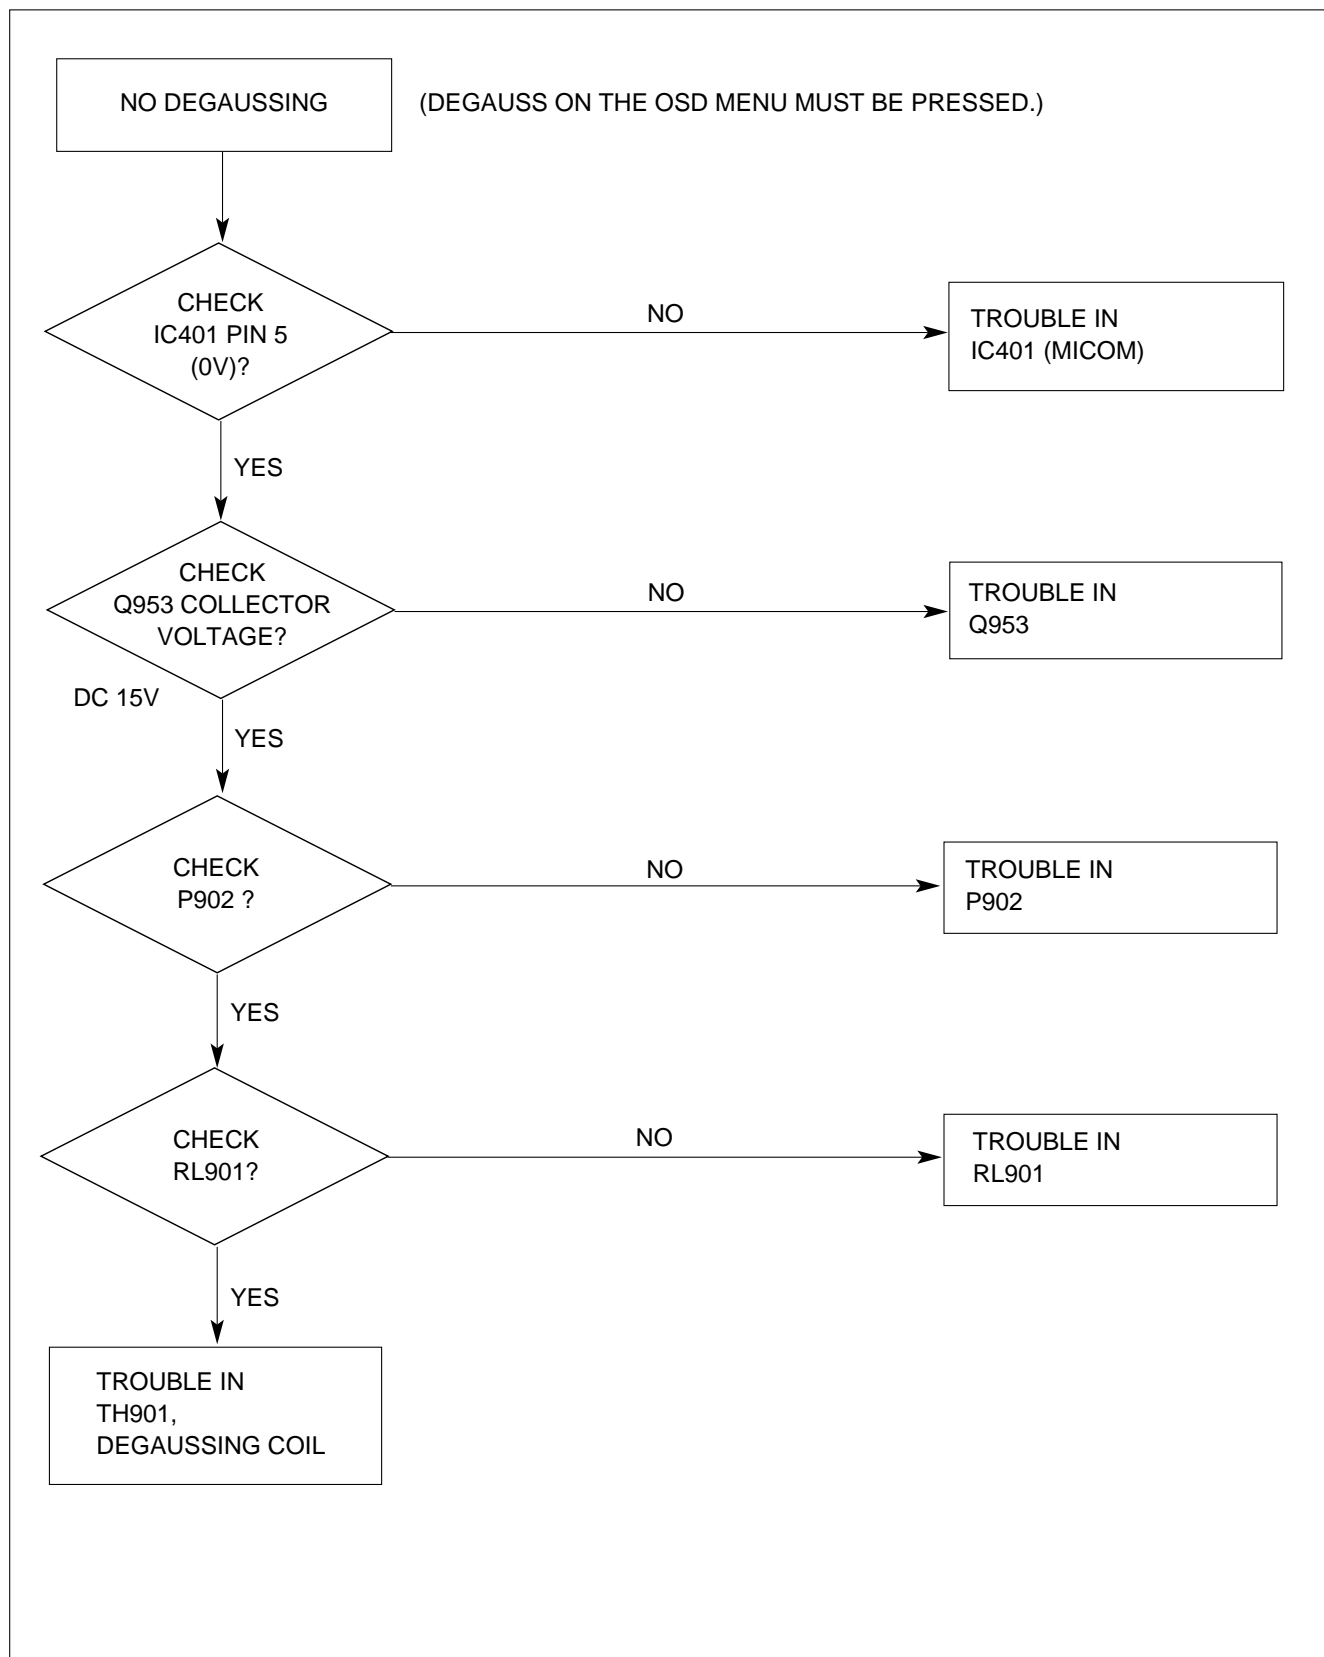 NO DEGAUSSING
(DEGAUSS ON THE OSD MENU MUST BE PRESSED.)
CHECK
IC401 PIN 5
(0V)?
NO
TROUBLE IN
IC401 (MICOM)
YES
CHECK
Q953 COLLECTOR
VOLTAGE?
NO
TROUBLE IN
Q953
DC 15V
YES
CHECK
P902 ?
NO
TROUBLE IN
P902
YES
CHECK
RL901?
NO
TROUBLE IN
RL901
YES
TROUBLE IN
TH901,
DEGAUSSING COIL